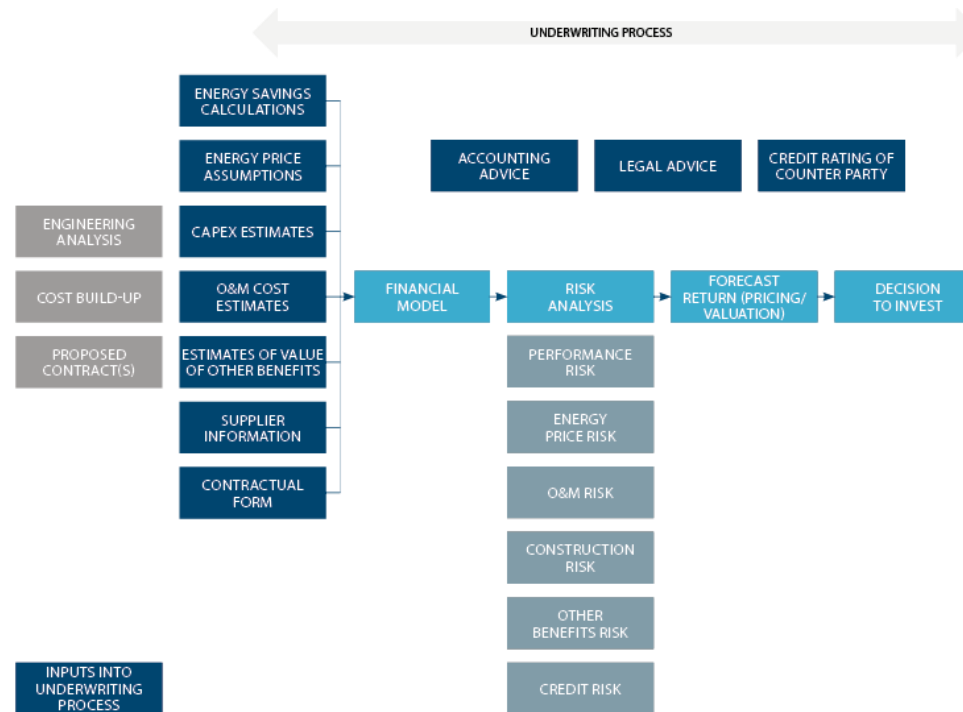 UNDERWRITING PROCESS
ENERGY SAVINGS
CALCULATIONS
ENERGY PRICE
ASSUMPTIONS
ACCOUNTING
ADVICE
LEGAL ADVICE
CREDIT RATING OF
COUNTER PARTY
ENGINEERING
ANALYSIS
CAPEX ESTIMATES
COST BUILD-UP
O&M COST
ESTIMATES
FINANCIAL
MODEL
RISK
ANALYSIS
FORECAST
RETURN (PRICING/
VALUATION)
DECISION
TO INVEST
PROPOSED
CONTRACT(S)
ESTIMATES OF VALUE
OF OTHER BENEFITS
PERFORMANCE
RISK
SUPPLIER
INFORMATION
ENERGY
PRICE RISK
CONTRACTUAL
FORM
O&M RISK
CONSTRUCTION
RISK
OTHER
BENEFITS RISK
INPUTS INTO
UNDERWRITING
PROCESS
CREDIT RISK